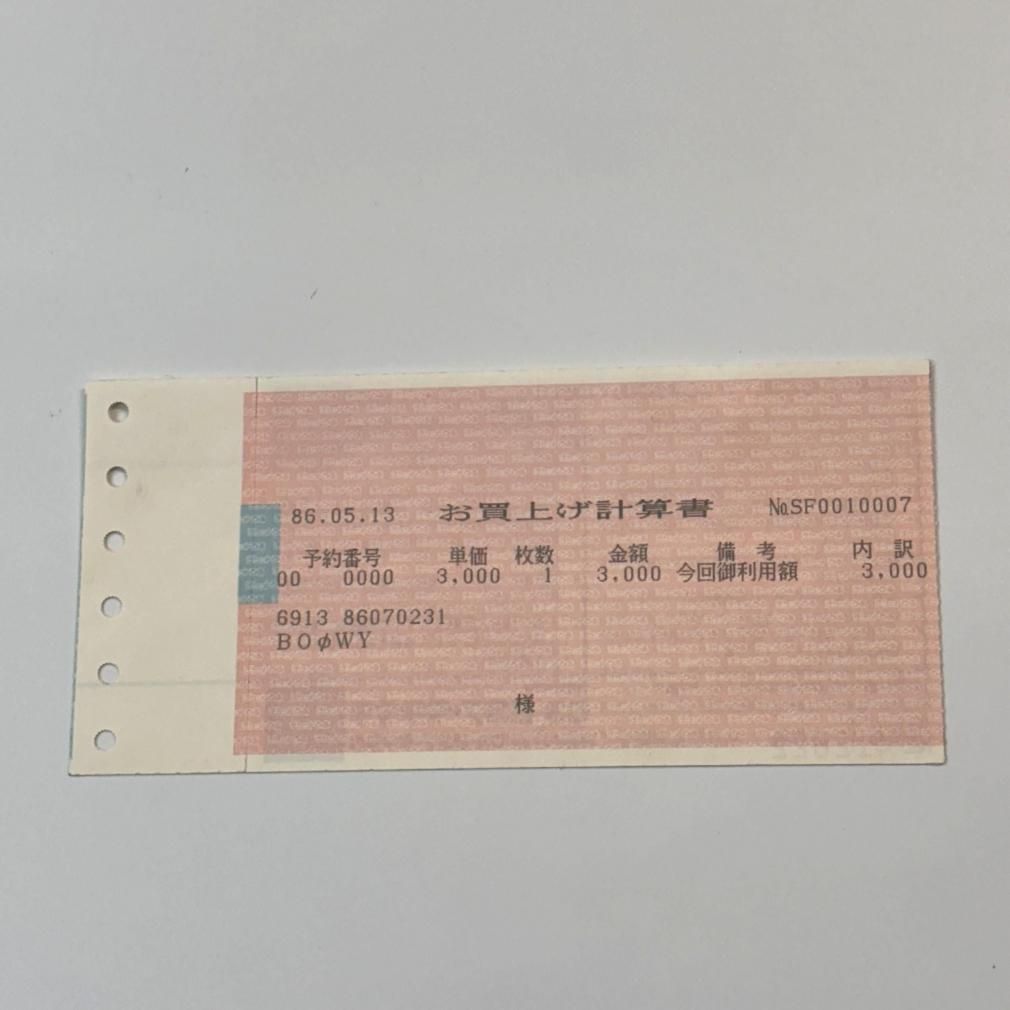 86.05.13 お買上げ計算書 №SF0010007
予約番号 単価 枚数 金額 備考 内訳
00 0000 3,000 1 3,000 今回御利用額 3,000
6913 86070231
BOφWY
様